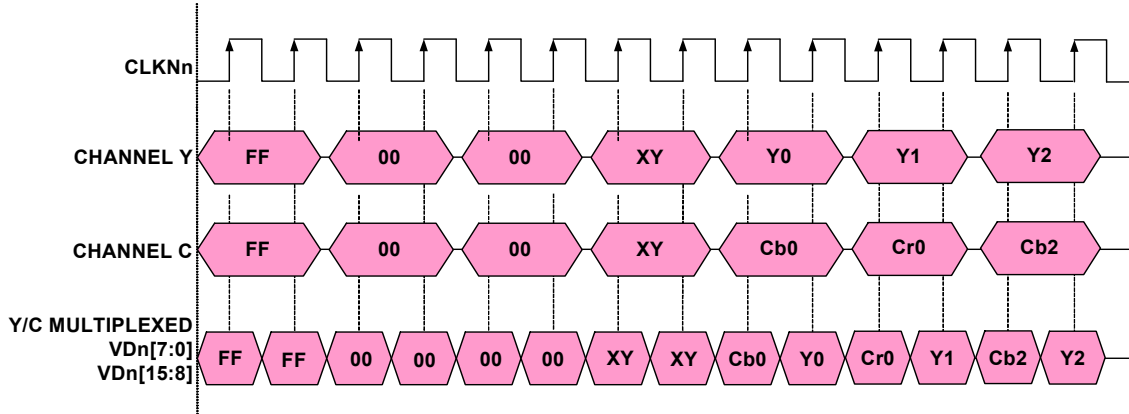 CLKNn
CHANNEL Y FF 00 00 XY Y0 Y1 Y2
CHANNEL C FF 00 00 XY Cb0 Cr0 Cb2
Y/C MULTIPLEXED
VDn[7:0]
VDn[15:8]
FF FF 00 00 00 00 XY XY Cb0 Y0 Cr0 Y1 Cb2 Y2